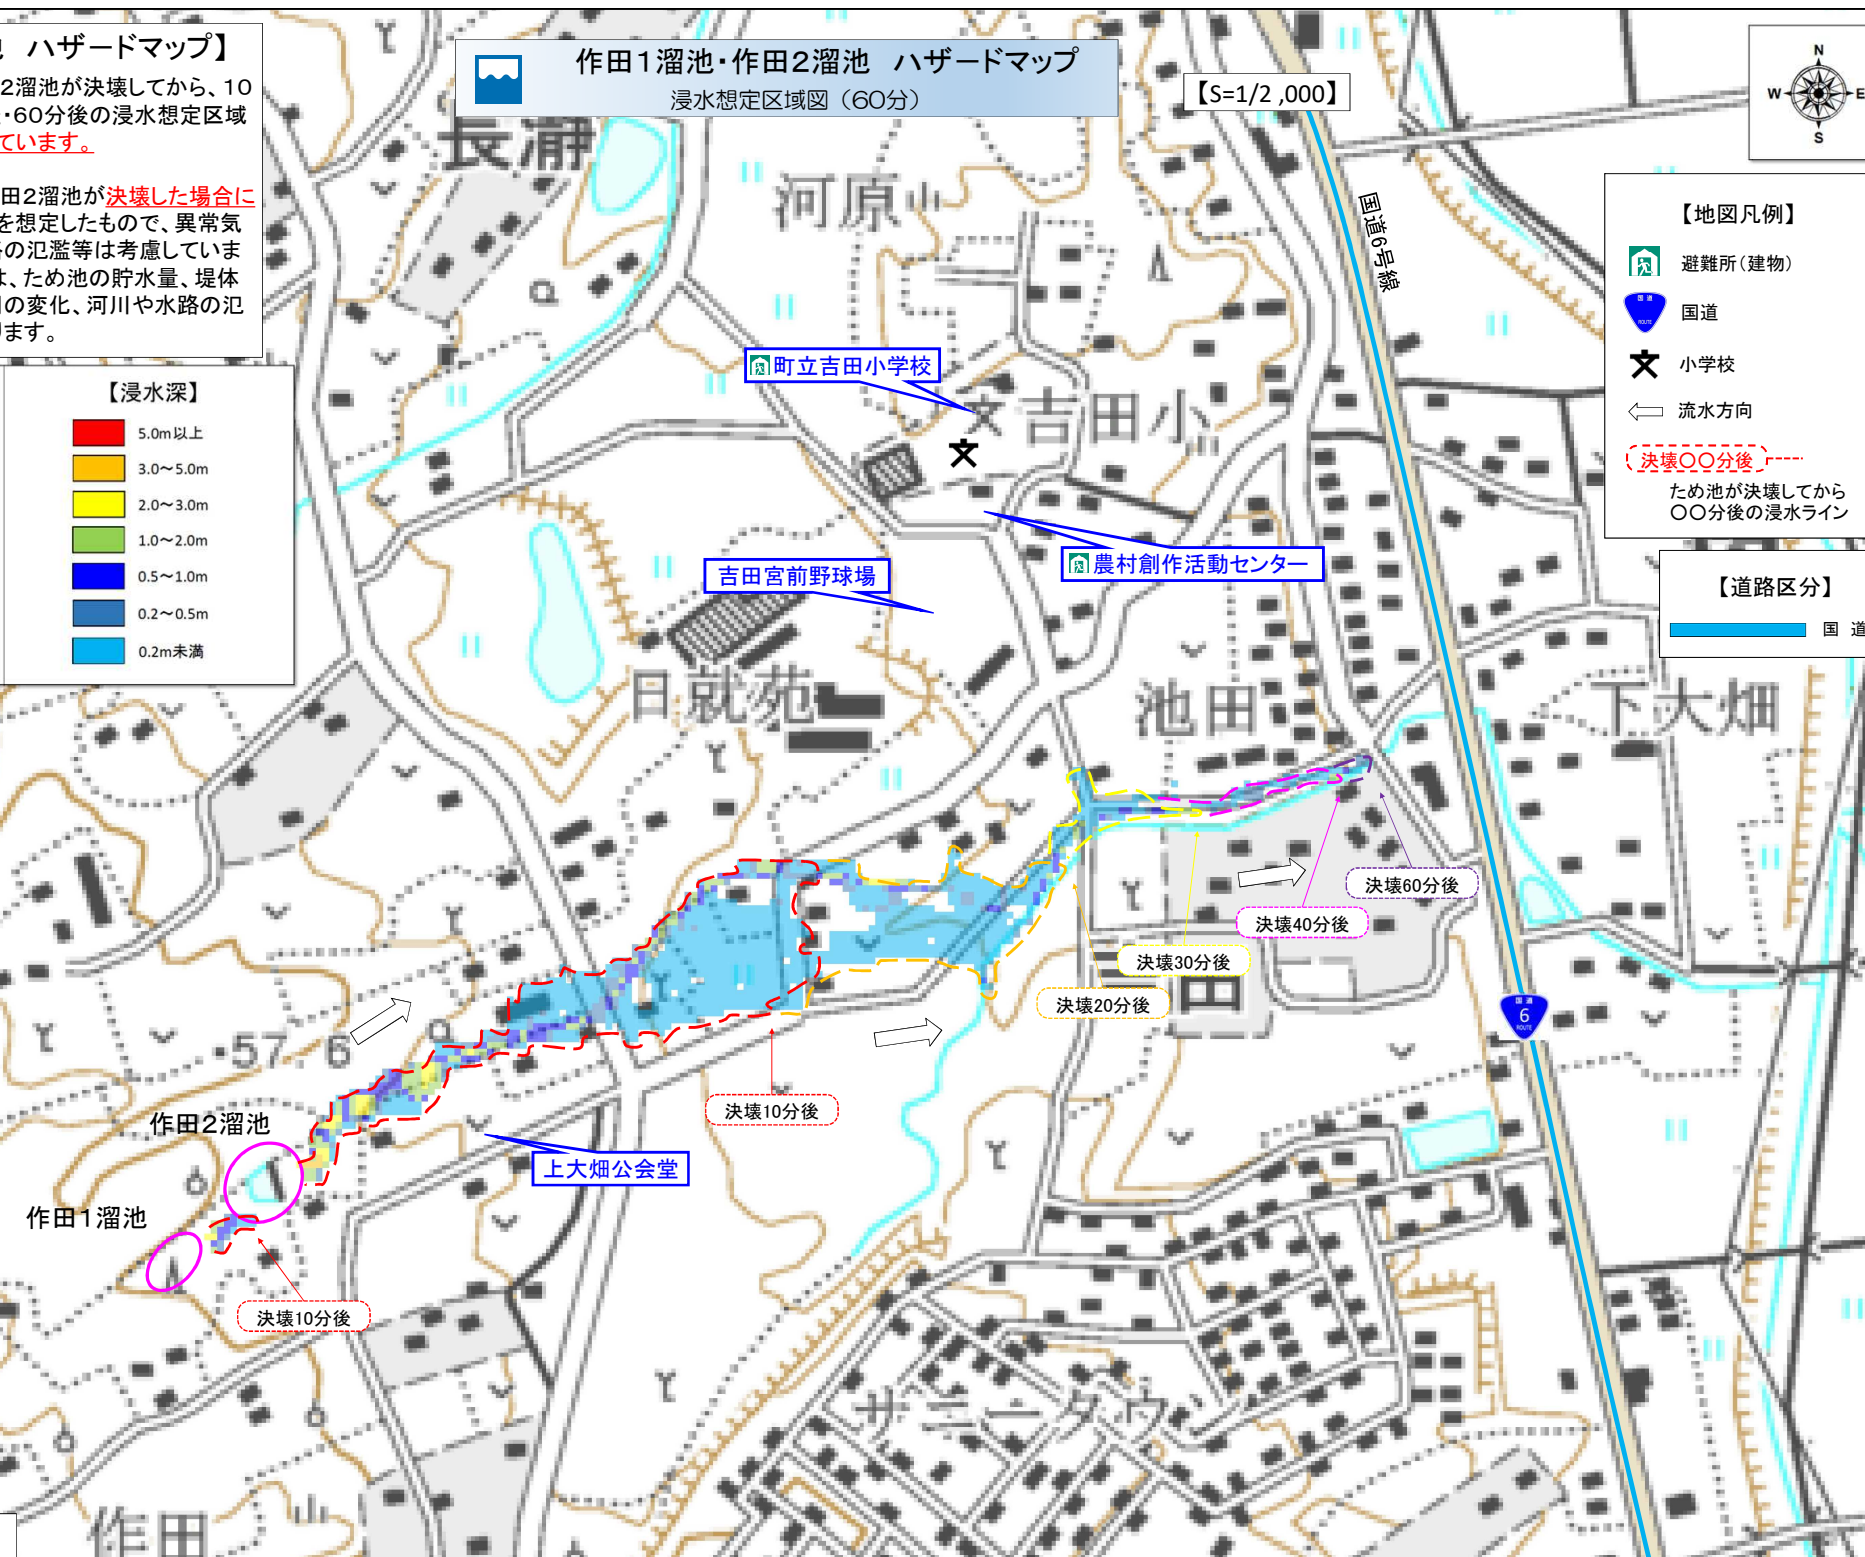 ハザードマップ】
2溜池が決壊してから、10
・60分後の浸水想定区域
ています。
田2溜池が決壊した場合に
を想定したもので、異常気
の氾濫等は考慮していま
、ため池の貯水量、堤体
の変化、河川や水路の氾
ます。
作田1溜池・作田2溜池 ハザードマップ
浸水想定区域図（60分）
【S=1/2 ,000】
N
W
E
S
【地図凡例】
避難所（建物）
国道
ROUTE
国道
小学校
流水方向
決壊〇〇分後
ため池が決壊してから
〇〇分後の浸水ライン
【道路区分】
国 道
【浸水深】
5.0m以上
3.0～5.0m
2.0～3.0m
1.0～2.0m
0.5～1.0m
0.2～0.5m
0.2m未満
長瀞
河原
国道6号線
町立吉田小学校
文
吉田小
農村創作活動センター
吉田宮前野球場
日就苑
池田
下大畑
決壊60分後
決壊40分後
決壊30分後
決壊20分後
田
国道
6
ROUTE
・57.6
決壊10分後
作田2溜池
上大畑公会堂
作田1溜池
決壊10分後
サニータウン
作田